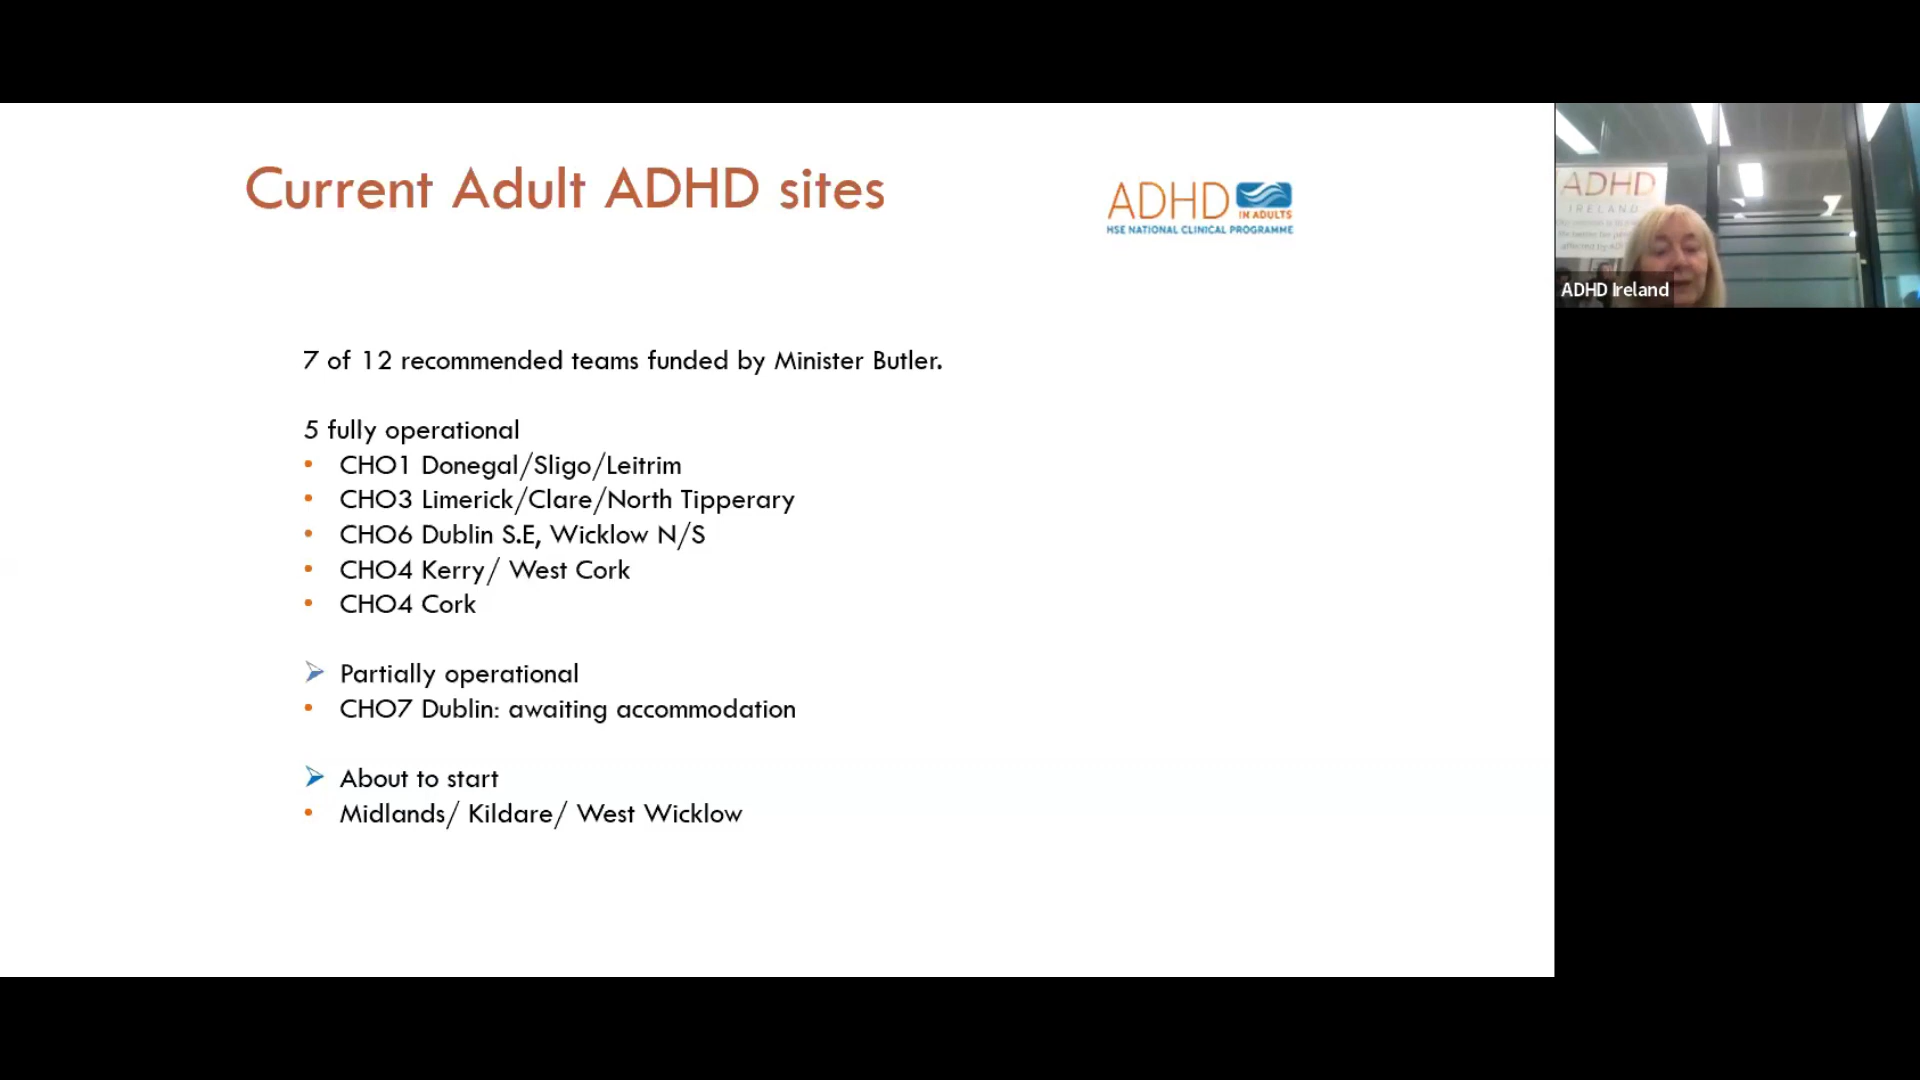 Current Adult ADHD sites
ADHD
IN ADULTS
HSE NATIONAL CLINICAL PROGRAMME
7 of 12 recommended teams funded by Minister Butler.
5 fully operational
• CHO1 Donegal/Sligo/Leitrim
• CHO3 Limerick/Clare/North Tipperary
• CHO6 Dublin S.E, Wicklow N/S
• CHO4 Kerry/ West Cork
• CHO4 Cork
➢ Partially operational
• CHO7 Dublin: awaiting accommodation
➢ About to start
• Midlands/ Kildare/ West Wicklow
ADHD
IRELAND
ADHD Ireland